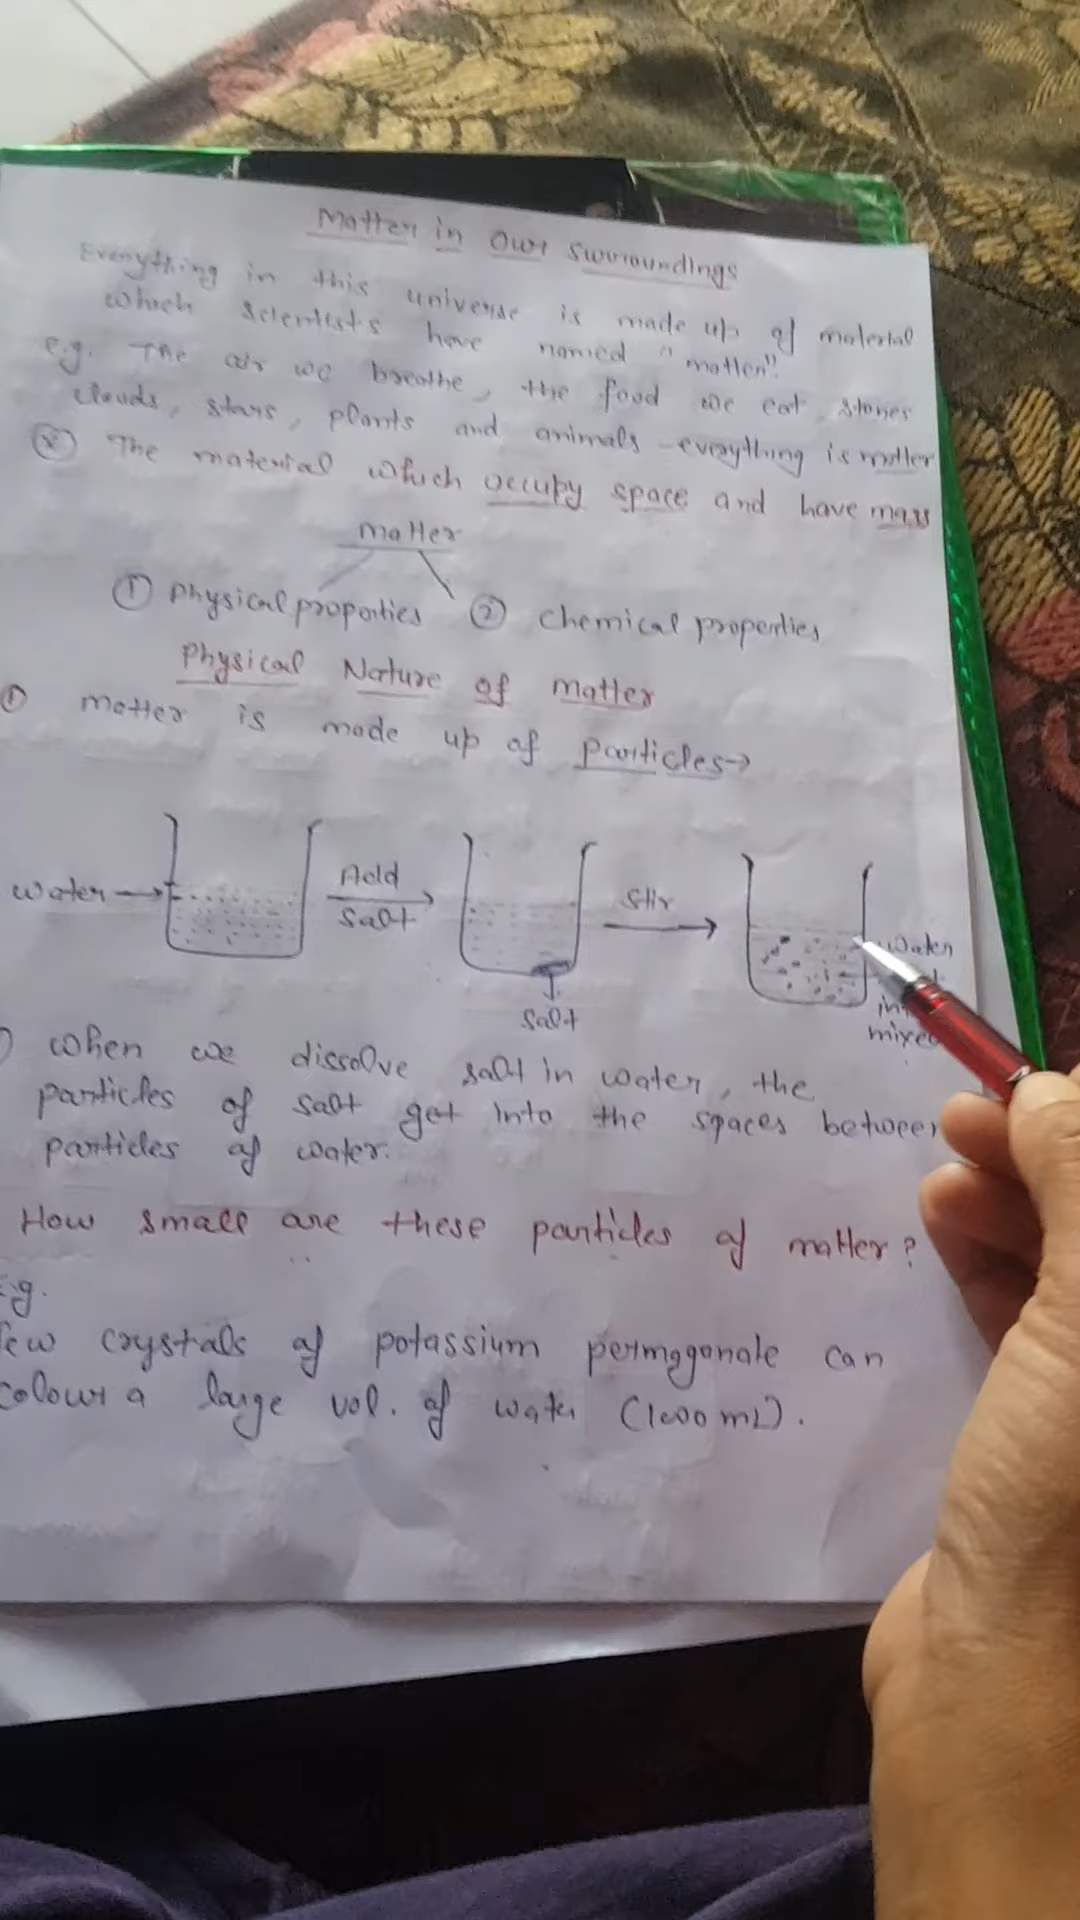 Matter in Our Surroundings
Everything in this universe is made up of material
which scientists have named "matter".
e.g. The air we breathe, the food we eat, stones
clouds, stars, plants and animals - everything is matter
The material which occupy space and have mass
matter
① Physical properties ② Chemical properties
Physical Nature of matter
① matter is made up of particles→
water→ Add Salt Stir water
Salt mixed
When we dissolve salt in water, the
particles of salt get into the spaces between
particles of water.
How small are these particles of matter?
E.g.
few crystals of potassium permaganate can
colour a large vol. of water (1000 mL).